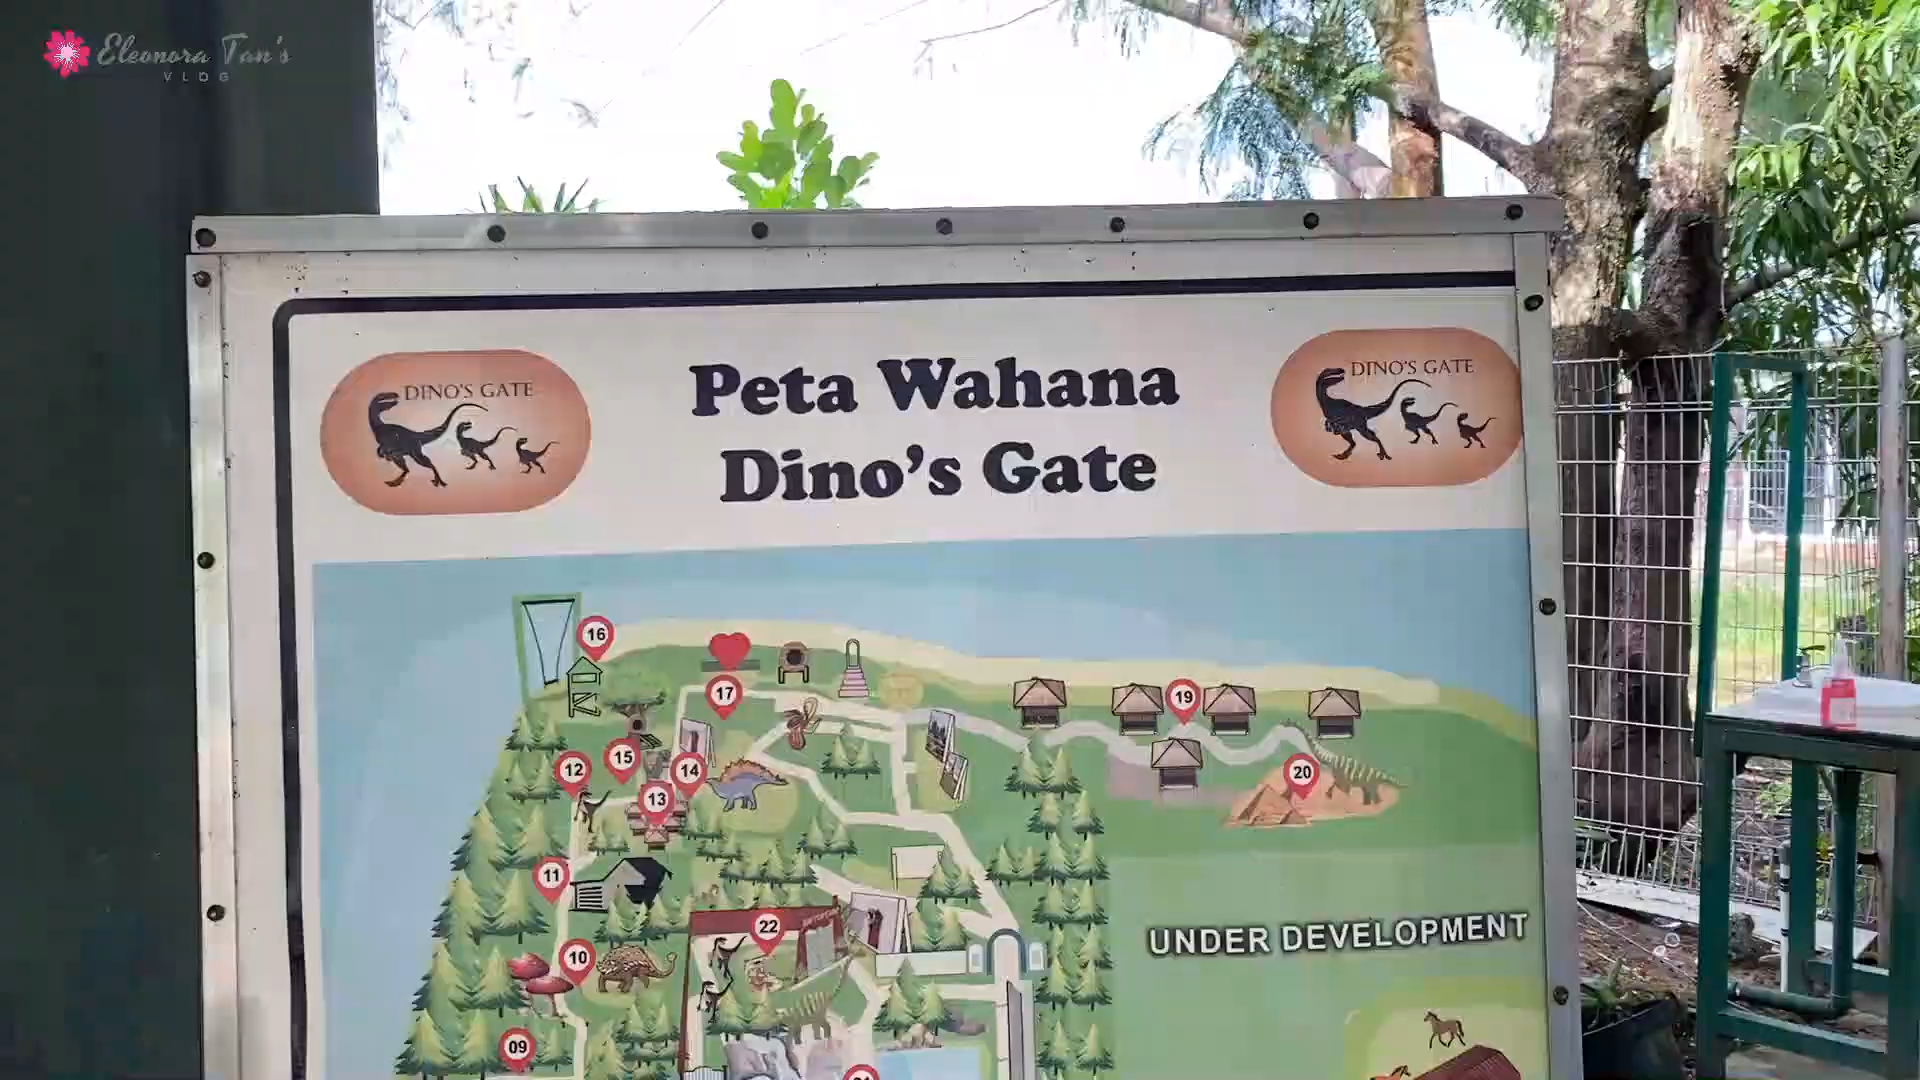 Eleonora Tan's
VLOG
DINO'S GATE
Peta Wahana
Dino's Gate
DINO'S GATE
16
17
19
15
12
14
13
20
11
22
UNDER DEVELOPMENT
10
09